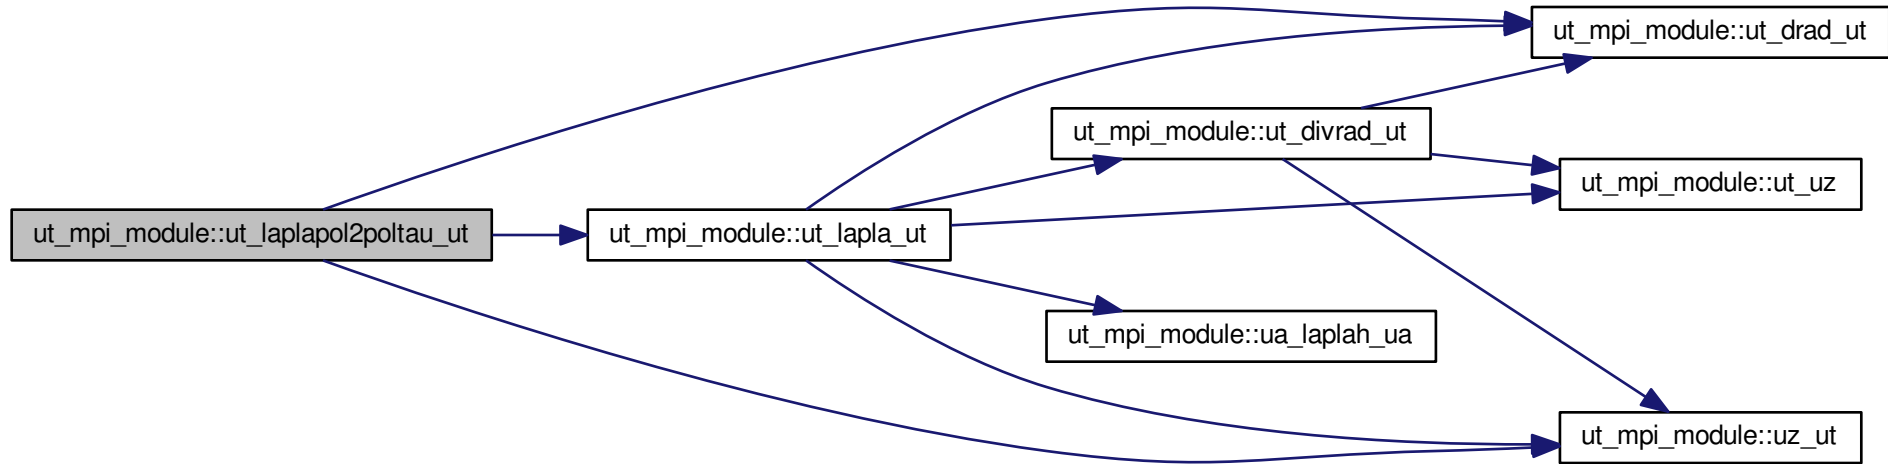 ut_mpi_module::ut_laplapol2poltau_ut
ut_mpi_module::ut_lapla_ut
ut_mpi_module::ut_drad_ut
ut_mpi_module::ut_divrad_ut
ut_mpi_module::ut_uz
ut_mpi_module::ua_laplah_ua
ut_mpi_module::uz_ut